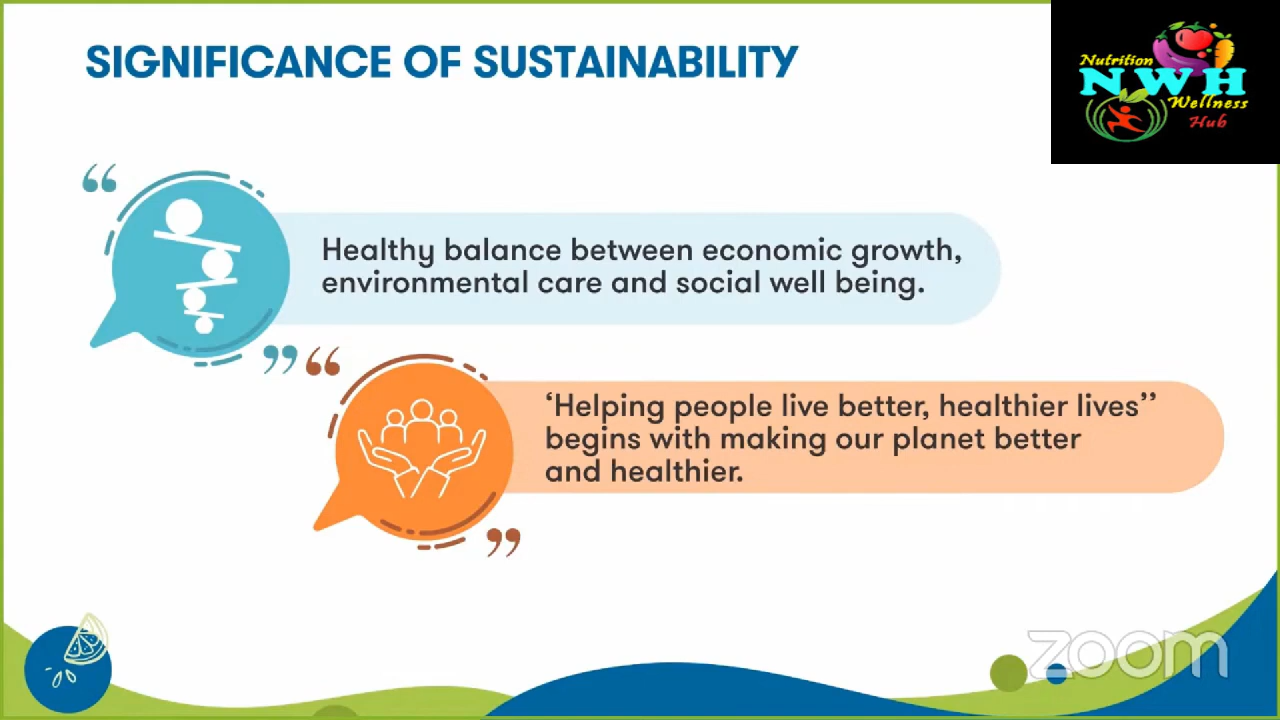 SIGNIFICANCE OF SUSTAINABILITY
Nutrition
NWH
Wellness
Hub
“
Healthy balance between economic growth,
environmental care and social well being.
”
“
‘Helping people live better, healthier lives’’
begins with making our planet better
and healthier.
”
zoom